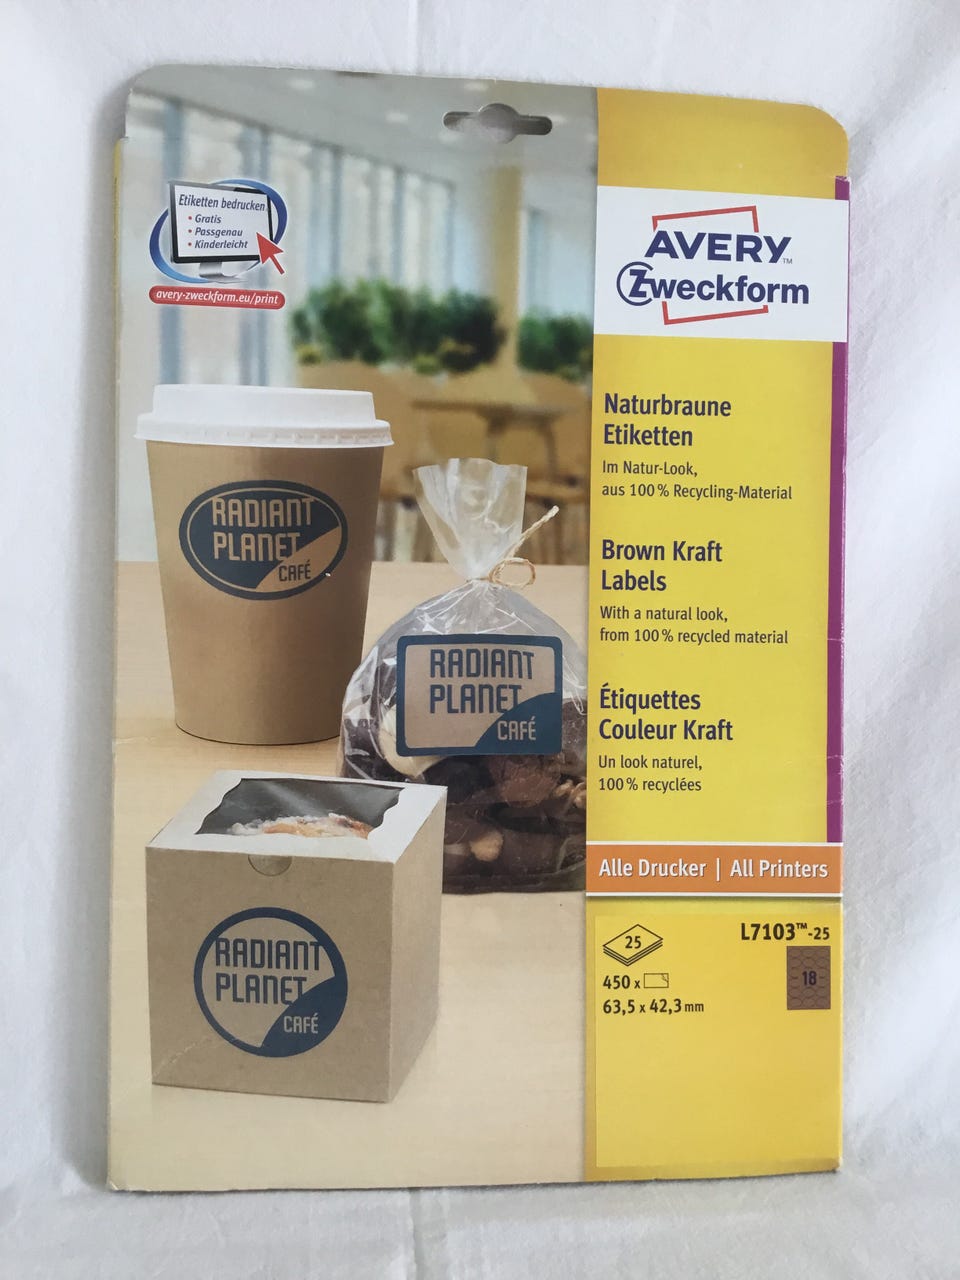 Etiketten bedrucken
• Gratis
• Passgenau
• Kinderleicht
avery-zweckform.eu/print
AVERY™
Zweckform
Naturbraune
Etiketten
Im Natur-Look,
aus 100% Recycling-Material
Brown Kraft
Labels
With a natural look,
from 100% recycled material
Étiquettes
Couleur Kraft
Un look naturel,
100% recyclées
Alle Drucker | All Printers
L7103™-25
25
450 x
18
63,5 x 42,3 mm
RADIANT
PLANET
CAFÉ
RADIANT
PLANET
CAFÉ
RADIANT
PLANET
CAFÉ